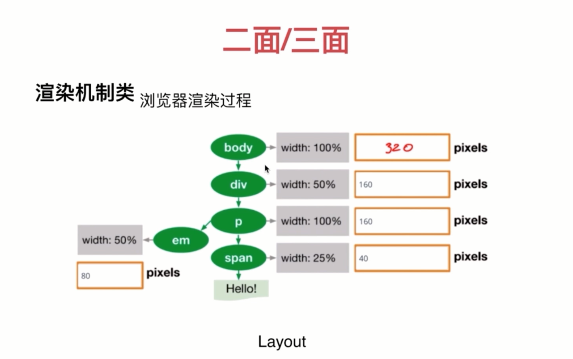 二面/三面
渲染机制类 浏览器渲染过程
body width: 100% 320 pixels
div width: 50% 160
p width: 100% 160 pixels
width: 50% em
span width: 25% 40 pixels
80 pixels
Hello!
Layout